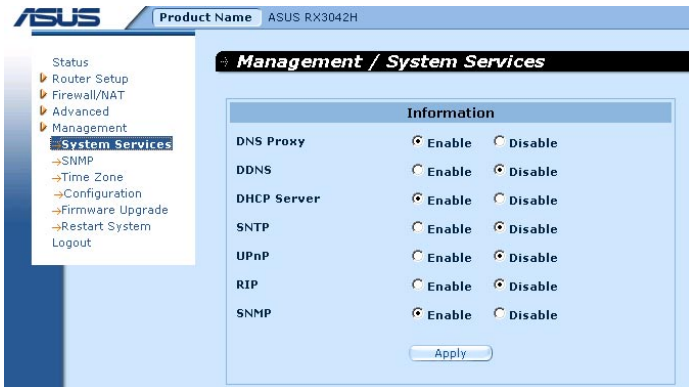 ASUS
Product Name ASUS RX3042H
Status
Router Setup
Firewall/NAT
Advanced
Management
System Services
SNMP
Time Zone
Configuration
Firmware Upgrade
Restart System
Logout
Management / System Services
Information
DNS Proxy Enable Disable
DDNS Enable Disable
DHCP Server Enable Disable
SNTP Enable Disable
UPnP Enable Disable
RIP Enable Disable
SNMP Enable Disable
Apply